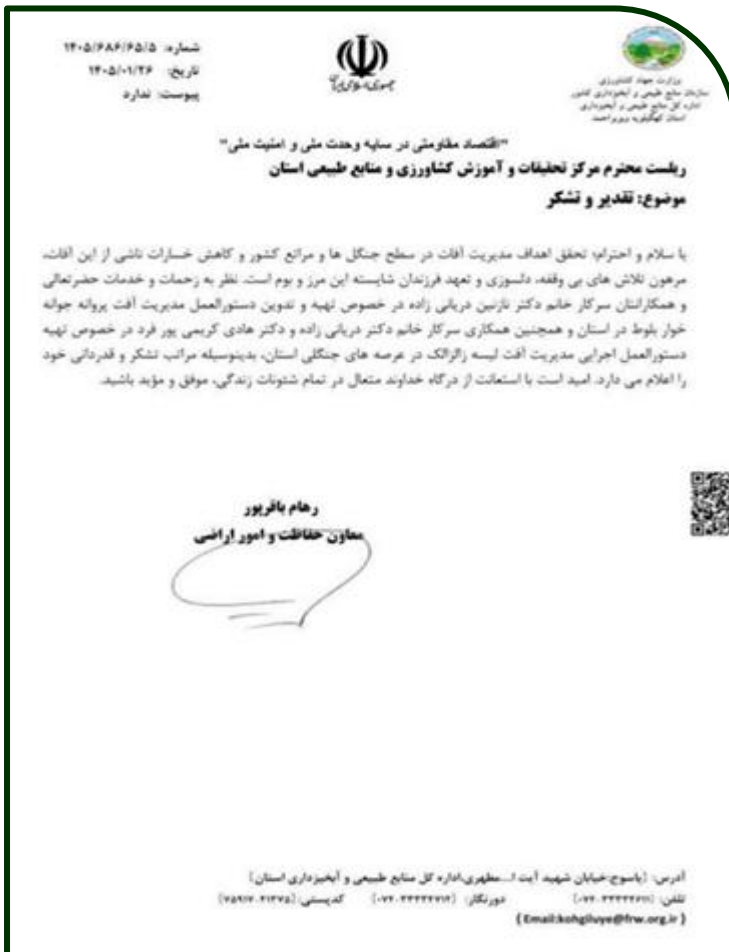 شماره: ۱۴۰۵/۶۸۶/۶۵/۵
تاریخ: ۱۴۰۵/۰۱/۲۶
پیوست: ندارد
جمهوری اسلامی ایران
وزارت جهاد کشاورزی
سازمان منابع طبیعی و آبخیزداری کشور
اداره کل منابع طبیعی و آبخیزداری
استان کهگیلویه وبویراحمد
"اقتصاد مقاومتی در سایه وحدت ملی و امنیت ملی"
ریاست محترم مرکز تحقیقات و آموزش کشاورزی و منابع طبیعی استان
موضوع: تقدیر و تشکر
با سلام و احترام؛ تحقق اهداف مدیریت آفات در سطح جنگل ها و مراتع کشور و کاهش خسارات ناشی از این آفات،
مرهون تلاش های بی وقفه، دلسوزی و تعهد فرزندان شایسته این مرز و بوم است. نظر به زحمات و خدمات حضرتعالی
و همکارانتان سرکار خانم دکتر نازنین دریانی زاده در خصوص تهیه و تدوین دستورالعمل مدیریت آفت پروانه جوانه
خوار بلوط در استان و همچنین همکاری سرکار خانم دکتر دریانی زاده و دکتر هادی کریمی پور فرد در خصوص تهیه
دستورالعمل اجرایی مدیریت آفت لیسه زالزالک در عرصه های جنگلی استان، بدینوسیله مراتب تشکر و قدردانی خود
را اعلام می دارد. امید است با استعانت از درگاه خداوند متعال در تمام شئونات زندگی، موفق و مؤید باشید.
رهام باقرپور
معاون حفاظت و امور اراضی
آدرس: (یاسوج:خیابان شهید آیت ا...مطهری،اداره کل منابع طبیعی و آبخیزداری استان)
تلفن: دورنگار: کدپستی:
(Email:kohgiluye@frw.org.ir)